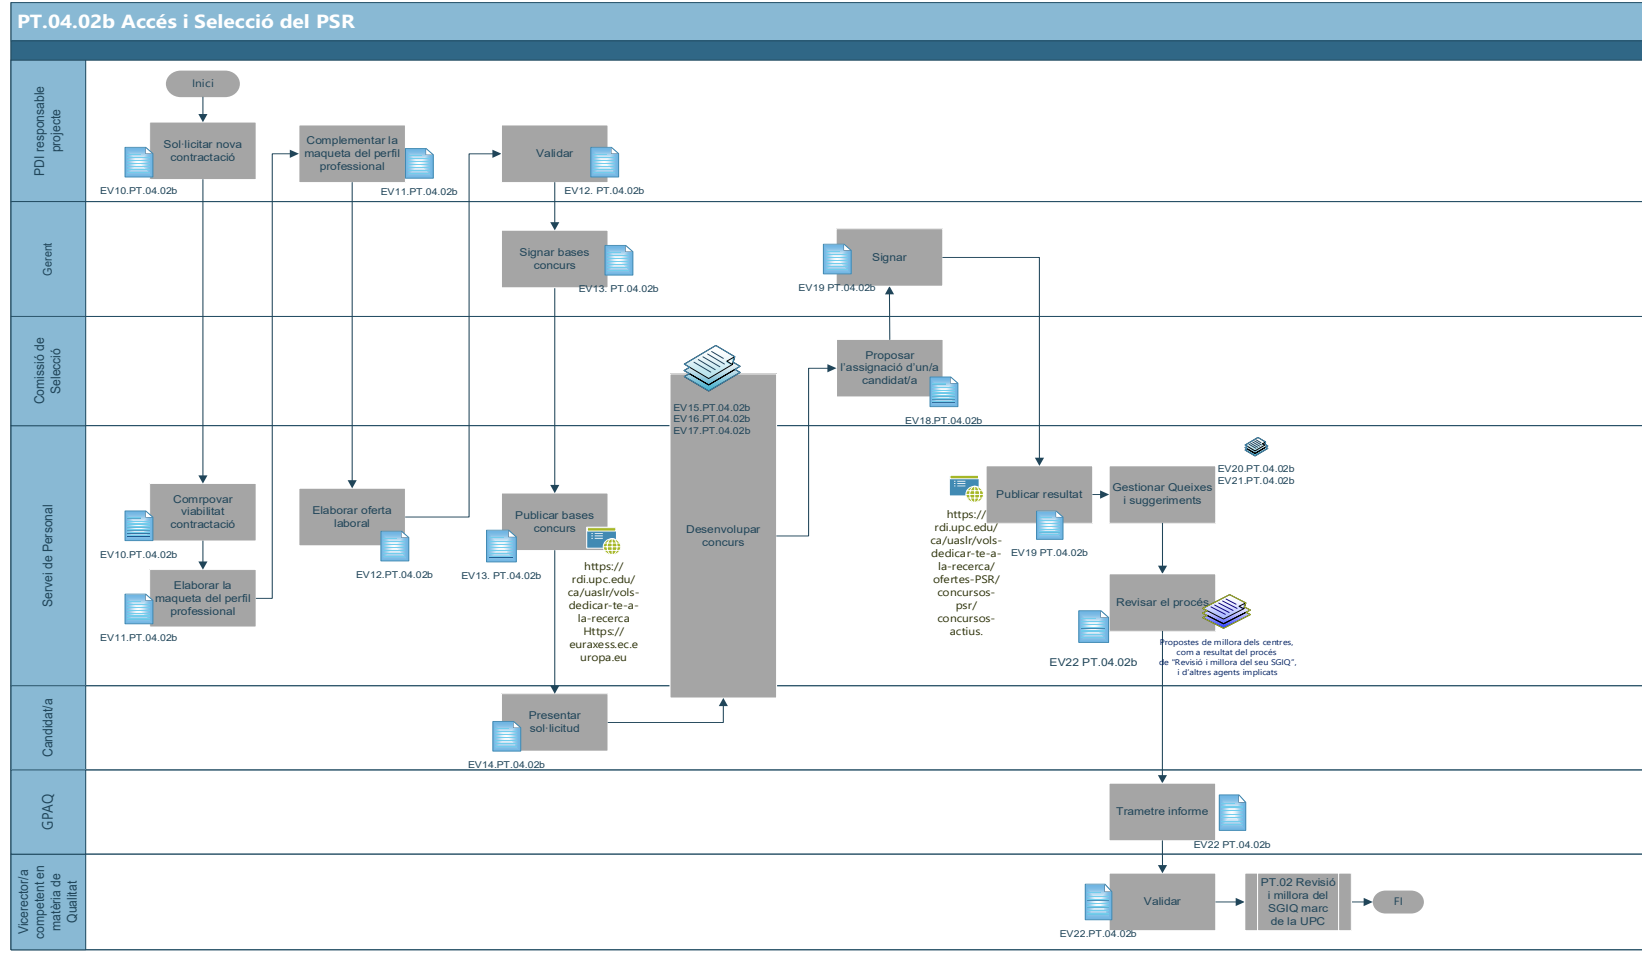 PT.04.02b Accés i Selecció del PSR
PDI responsable
projecte
Inici
Sol·licitar nova
contractació
EV10.PT.04.02b
Complementar la
maqueta del perfil
professional
EV11.PT.04.02b
Validar
EV12. PT.04.02b
Gerent
Signar bases
concurs
EV13. PT.04.02b
Signar
EV19 PT.04.02b
Comissió de
Selecció
EV15.PT.04.02b
EV16.PT.04.02b
EV17.PT.04.02b
Desenvolupar
concurs
Proposar
l'assignació d'un/a
candidat/a
EV18.PT.04.02b
Servei de Personal
Comrpovar
viabilitat
contractació
EV10.PT.04.02b
Elaborar la
maqueta del perfil
professional
EV11.PT.04.02b
Elaborar oferta
laboral
EV12.PT.04.02b
Publicar bases
concurs
EV13. PT.04.02b
https://
rdi.upc.edu/
ca/uaslr/vols-
dedicar-te-a-
la-recerca
Https://
euraxess.ec.e
uropa.eu
https://
rdi.upc.edu/
ca/uaslr/vols-
dedicar-te-a-
la-recerca/
ofertes-PSR/
concursos-
psr/
concursos-
actius.
Publicar resultat
EV19 PT.04.02b
Gestionar Queixes
i suggeriments
EV20.PT.04.02b
EV21.PT.04.02b
Revisar el procés
EV22 PT.04.02b
Propostes de millora dels centres,
com a resultat del procés
de "Revisió i millora del seu SGIQ",
i d'altres agents implicats
Candidat/a
Presentar
sol·licitud
EV14.PT.04.02b
GPAQ
Trametre informe
EV22 PT.04.02b
Vicerector/a
competent en
matèria de
Qualitat
Validar
EV22.PT.04.02b
PT.02 Revisió
i millora del
SGIQ marc
de la UPC
FI